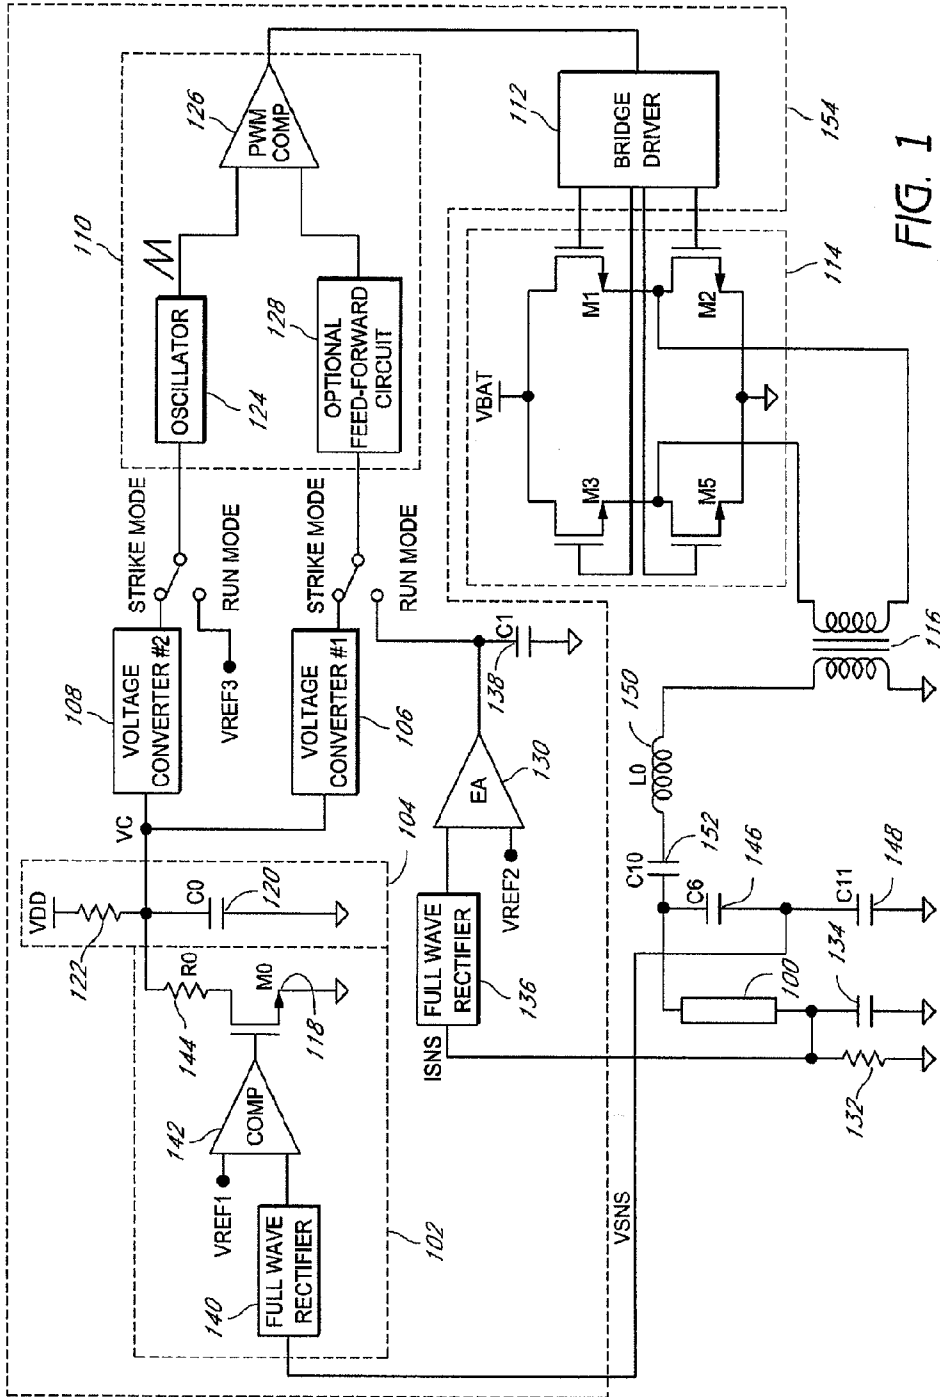 110
126
PWM
COMP
OSCILLATOR
124
128
OPTIONAL
FEED-FORWARD
CIRCUIT
112
BRIDGE
DRIVER
154
STRIKE MODE
RUN MODE
STRIKE MODE
RUN MODE
108
VOLTAGE
CONVERTER #2
VREF3
VOLTAGE
CONVERTER #1
106
VC
104
VDD
122
C0
120
R0
144
M0
118
142
COMP
VREF1
140
FULL WAVE
RECTIFIER
102
VBAT
M1
M2
M3
M5
114
C1
138
EA
130
VREF2
FULL WAVE
RECTIFIER
136
ISNS
VSNS
116
150
L0
C10
152
C6
146
C11
148
100
134
132
FIG. 1